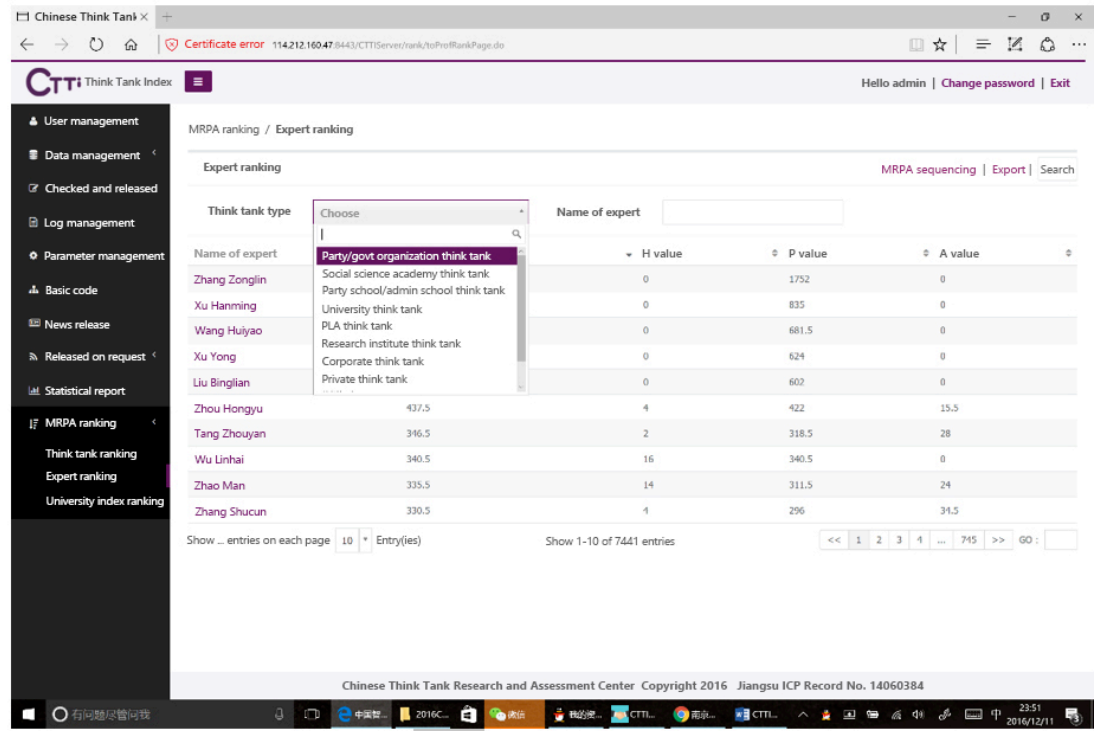 Chinese Think Tank
Certificate error 114.212.160.47:8443/CTTIServer/rank/toProfRankPage.do
CTTI Think Tank Index
Hello admin | Change password | Exit
User management
Data management
Checked and released
Log management
Parameter management
Basic code
News release
Released on request
Statistical report
MRPA ranking
Think tank ranking
Expert ranking
University index ranking
MRPA ranking / Expert ranking
Expert ranking
MRPA sequencing | Export | Search
Think tank type Choose Name of expert
Party/govt organization think tank
Social science academy think tank
Party school/admin school think tank
University think tank
PLA think tank
Research institute think tank
Corporate think tank
Private think tank
Name of expert H value P value A value
Zhang Zonglin 0 1752 0
Xu Hanming 0 835 0
Wang Huiyao 0 681.5 0
Xu Yong 0 624 0
Liu Binglian 0 602 0
Zhou Hongyu 437.5 4 422 15.5
Tang Zhouyan 346.5 2 318.5 28
Wu Linhai 340.5 16 340.5 0
Zhao Man 335.5 14 311.5 24
Zhang Shucun 330.5 4 296 34.5
Show ... entries on each page 10 Entry(ies) Show 1-10 of 7441 entries << 1 2 3 4 ... 745 >> GO :
Chinese Think Tank Research and Assessment Center Copyright 2016 Jiangsu ICP Record No. 14060384
有问题尽管问我
中国智... 2016C... 微信 我的资... CTTI... 南京... CTTI... 中 23:51
2016/12/11